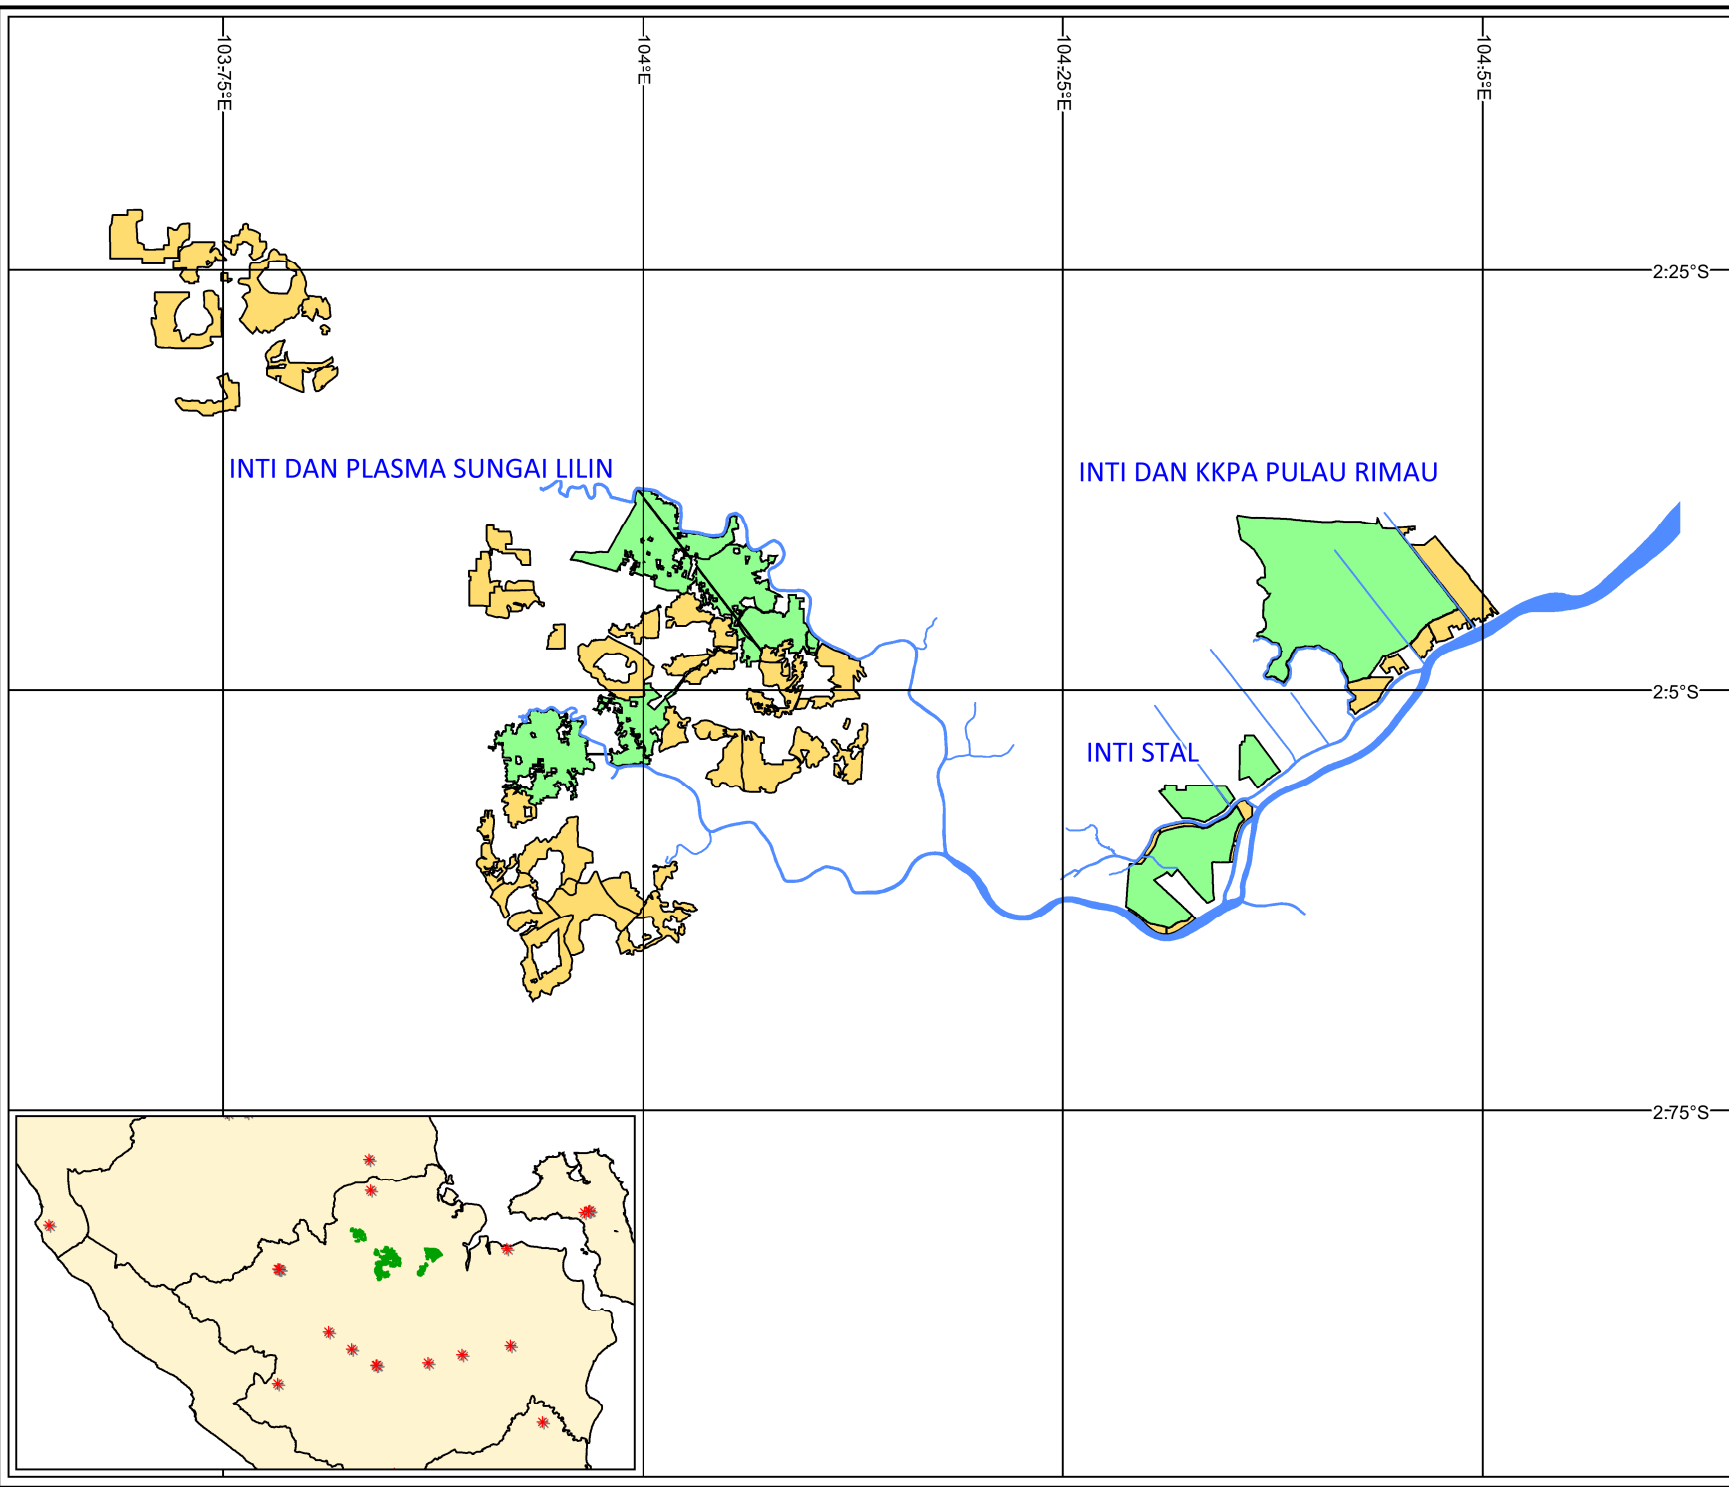 103.75°E
104°E
104.25°E
104.5°E
2.25°S
INTI DAN PLASMA SUNGAI LILIN
INTI DAN KKPA PULAU RIMAU
2.5°S
INTI STAL
2.75°S